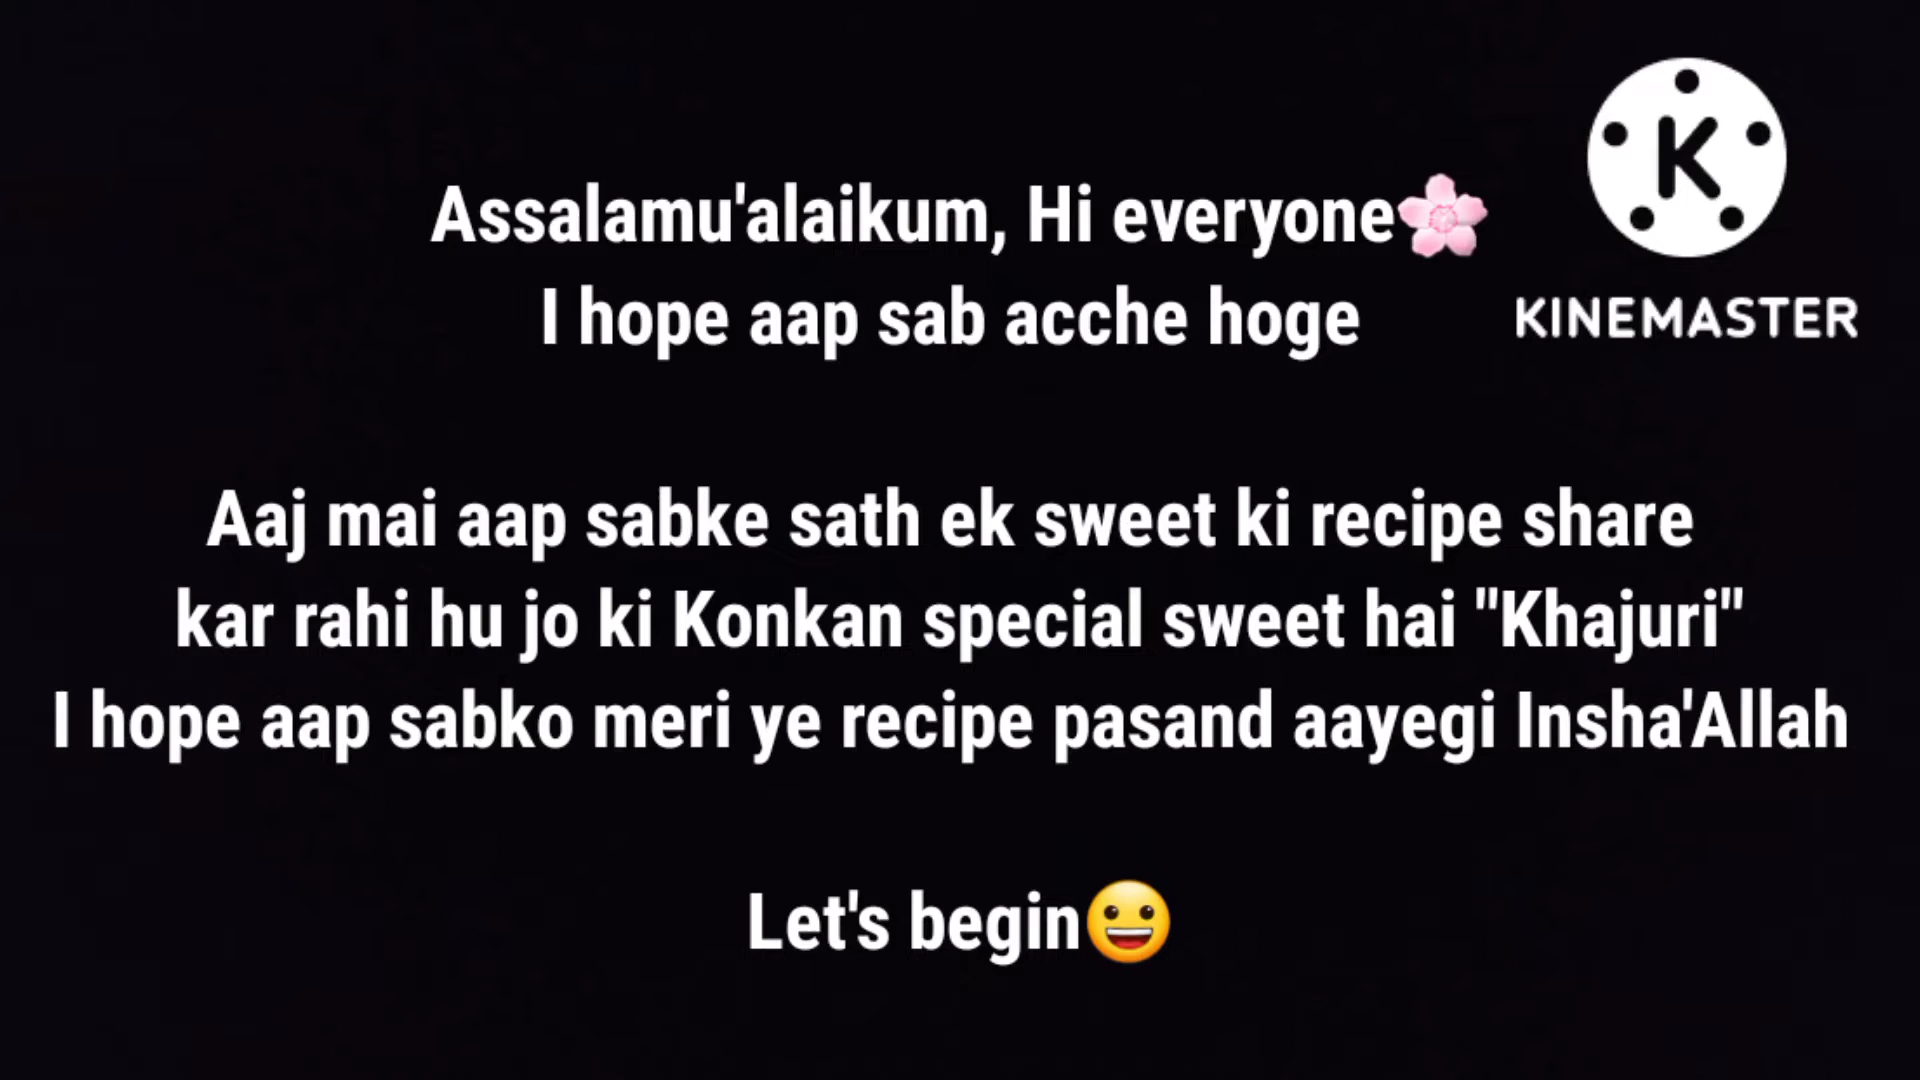 Assalamu'alaikum, Hi everyone🌸
I hope aap sab acche hoge
K
KINEMASTER
Aaj mai aap sabke sath ek sweet ki recipe share
kar rahi hu jo ki Konkan special sweet hai "Khajuri"
I hope aap sabko meri ye recipe pasand aayegi Insha'Allah
Let's begin😀